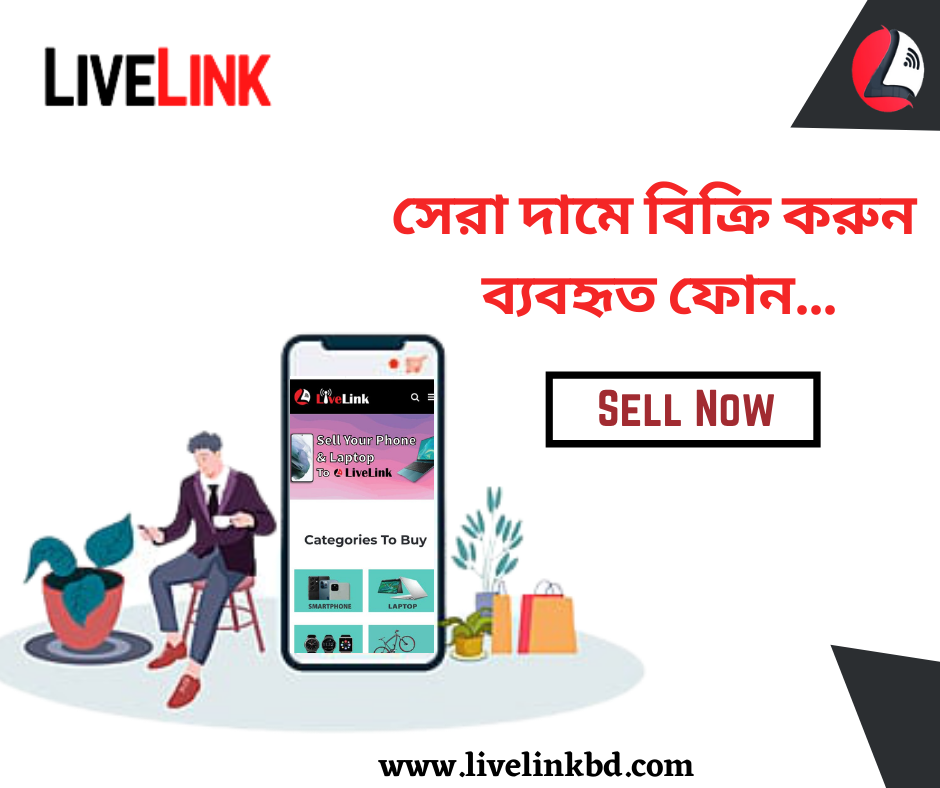 LIVELINK
সেরা দামে বিক্রি করুন
ব্যবহৃত ফোন...
SELL NOW
LiveLink
Sell Your Phone
& Laptop
To LiveLink
Categories To Buy
SMARTPHONE LAPTOP
www.livelinkbd.com